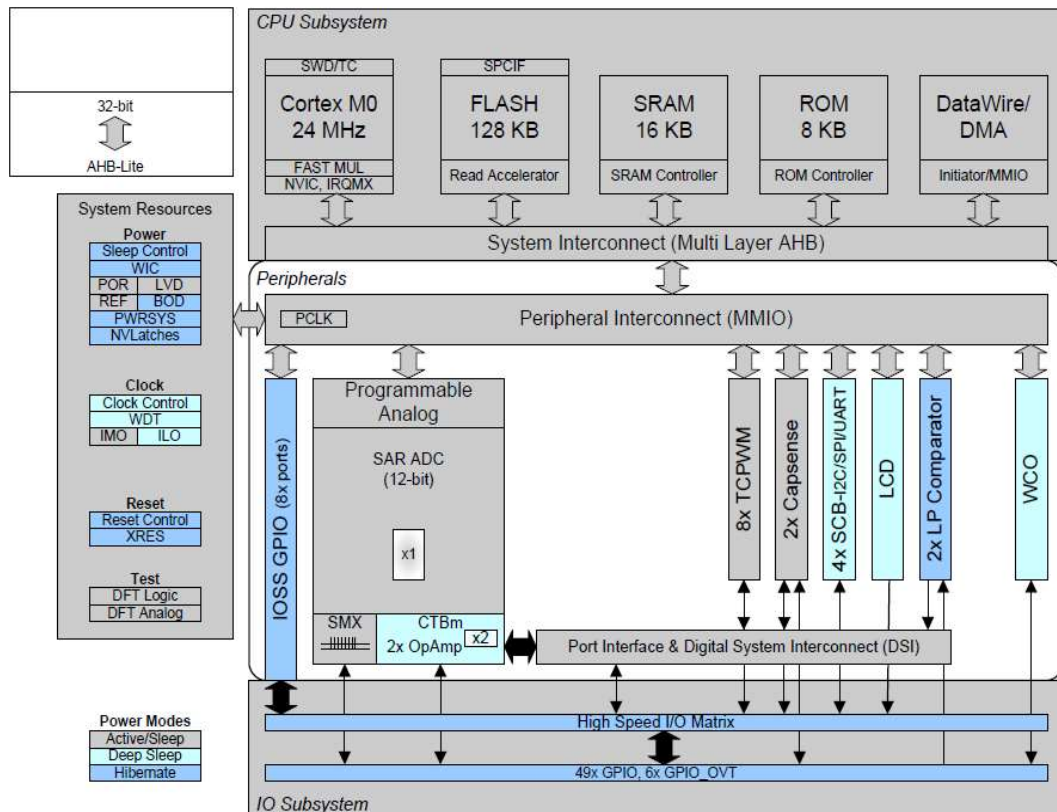 CPU Subsystem
SWD/TC
Cortex M0
24 MHz
FAST MUL
NVIC, IRQMX
SPCIF
FLASH
128 KB
Read Accelerator
SRAM
16 KB
SRAM Controller
ROM
8 KB
ROM Controller
DataWire/
DMA
Initiator/MMIO
System Interconnect (Multi Layer AHB)
32-bit
AHB-Lite
System Resources
Power
Sleep Control
WIC
POR LVD
REF BOD
PWRSYS
NVLatches
Clock
Clock Control
WDT
IMO ILO
Reset
Reset Control
XRES
Test
DFT Logic
DFT Analog
Peripherals
PCLK
Peripheral Interconnect (MMIO)
IOSS GPIO (8x ports)
Programmable
Analog
SAR ADC
(12-bit)
x1
SMX
CTBm
2x OpAmp
x2
8x TCPWM
2x Capsense
4x SCB-I2C/SPI/UART
LCD
2x LP Comparator
WCO
Port Interface & Digital System Interconnect (DSI)
Power Modes
Active/Sleep
Deep Sleep
Hibernate
High Speed I/O Matrix
49x GPIO, 6x GPIO_OVT
IO Subsystem